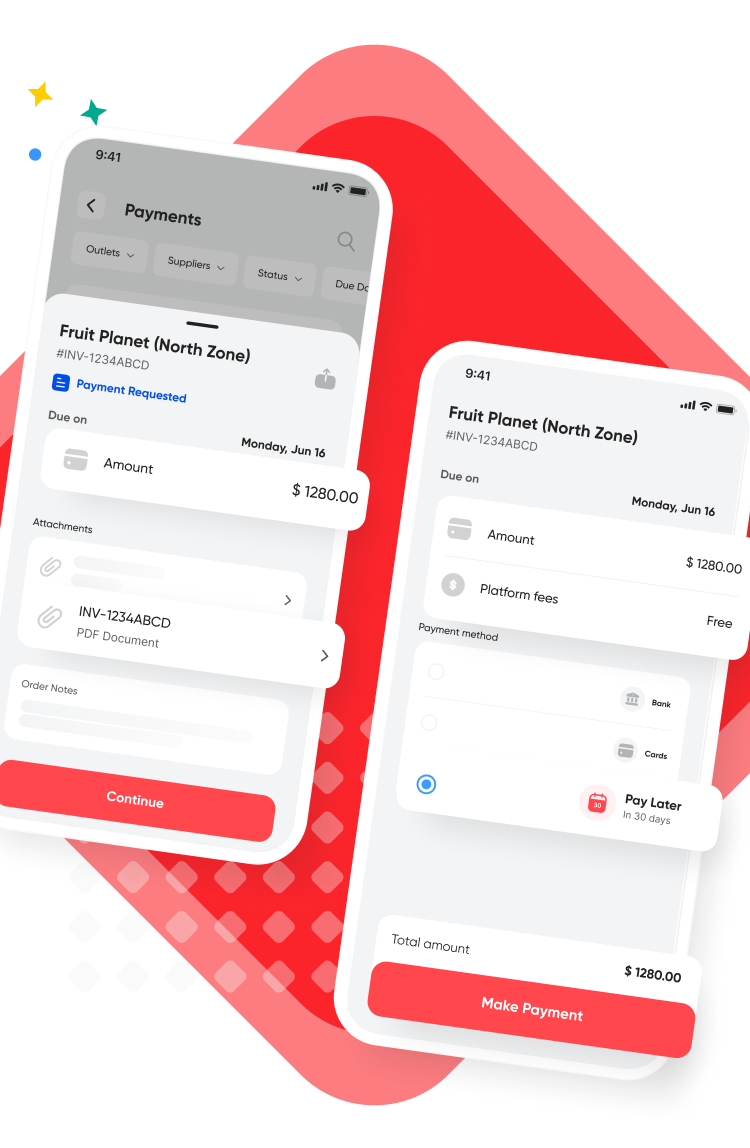 9:41
Payments
Outlets
Suppliers
Status
Due Da
Fruit Planet (North Zone)
#INV-1234ABCD
Payment Requested
Due on
Monday, Jun 16
Amount
$ 1280.00
Attachments
INV-1234ABCD
PDF Document
Order Notes
Continue
9:41
Fruit Planet (North Zone)
#INV-1234ABCD
Due on
Monday, Jun 16
Amount
$ 1280.00
Platform fees
Free
Payment method
Bank
Cards
30
Pay Later
In 30 days
Total amount
$ 1280.00
Make Payment